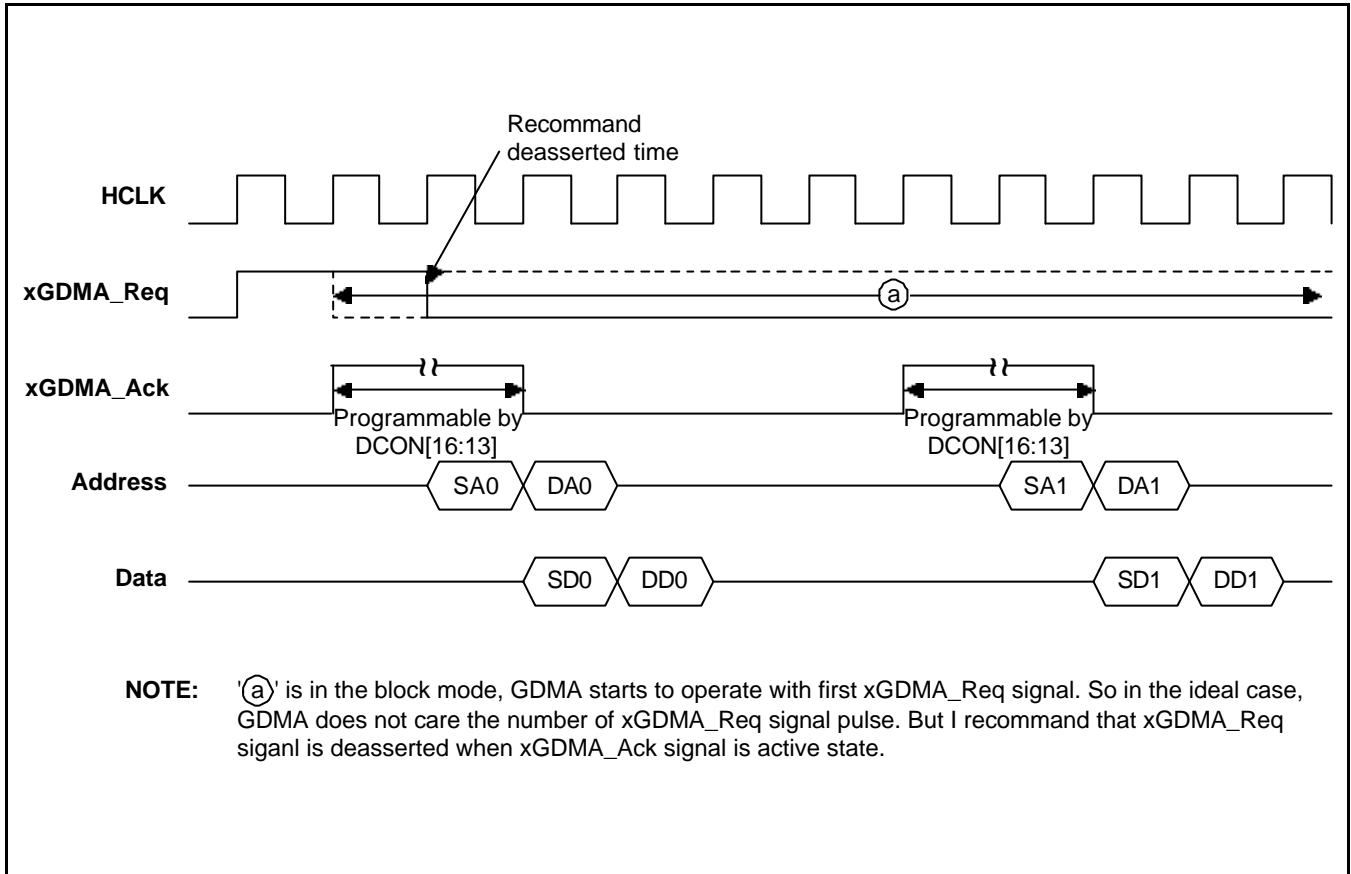 Recommand
deasserted time
HCLK
xGDMA_Req
a
xGDMA_Ack
Programmable by
DCON[16:13]
Programmable by
DCON[16:13]
Address
SA0
DA0
SA1
DA1
Data
SD0
DD0
SD1
DD1
NOTE: 'ⓐ' is in the block mode, GDMA starts to operate with first xGDMA_Req signal. So in the ideal case,
GDMA does not care the number of xGDMA_Req signal pulse. But I recommand that xGDMA_Req
siganl is deasserted when xGDMA_Ack signal is active state.